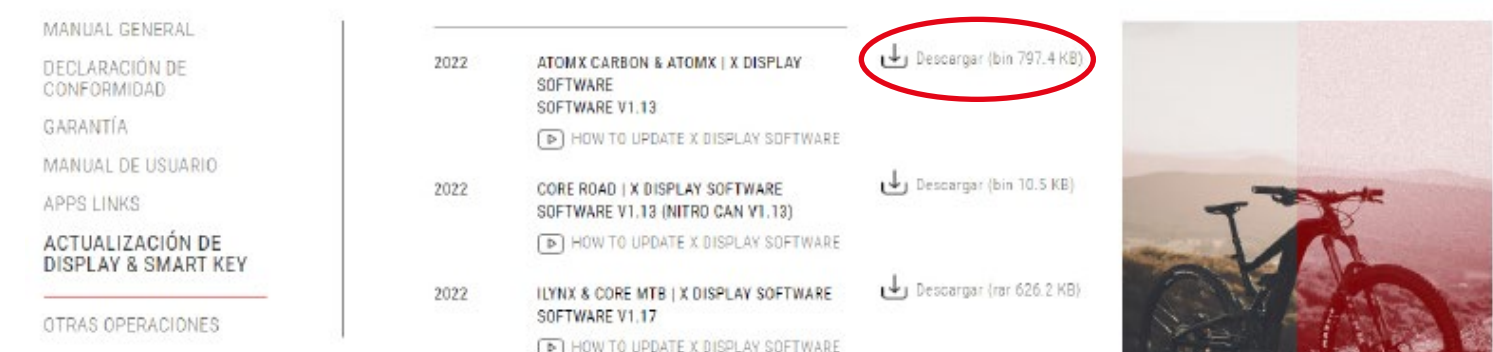 MANUAL GENERAL
DECLARACIÓN DE
CONFORMIDAD
GARANTÍA
MANUAL DE USUARIO
APPS LINKS
ACTUALIZACIÓN DE
DISPLAY & SMART KEY
OTRAS OPERACIONES
2022
ATOMX CARBON & ATOMX | X DISPLAY
SOFTWARE
SOFTWARE V1.13
HOW TO UPDATE X DISPLAY SOFTWARE
Descargar (bin 797.4 KB)
2022
CORE ROAD | X DISPLAY SOFTWARE
SOFTWARE V1.13 (NITRO CAN V1.13)
HOW TO UPDATE X DISPLAY SOFTWARE
Descargar (bin 10.5 KB)
2022
ILYNX & CORE MTB | X DISPLAY SOFTWARE
SOFTWARE V1.17
HOW TO UPDATE X DISPLAY SOFTWARE
Descargar (rar 626.2 KB)